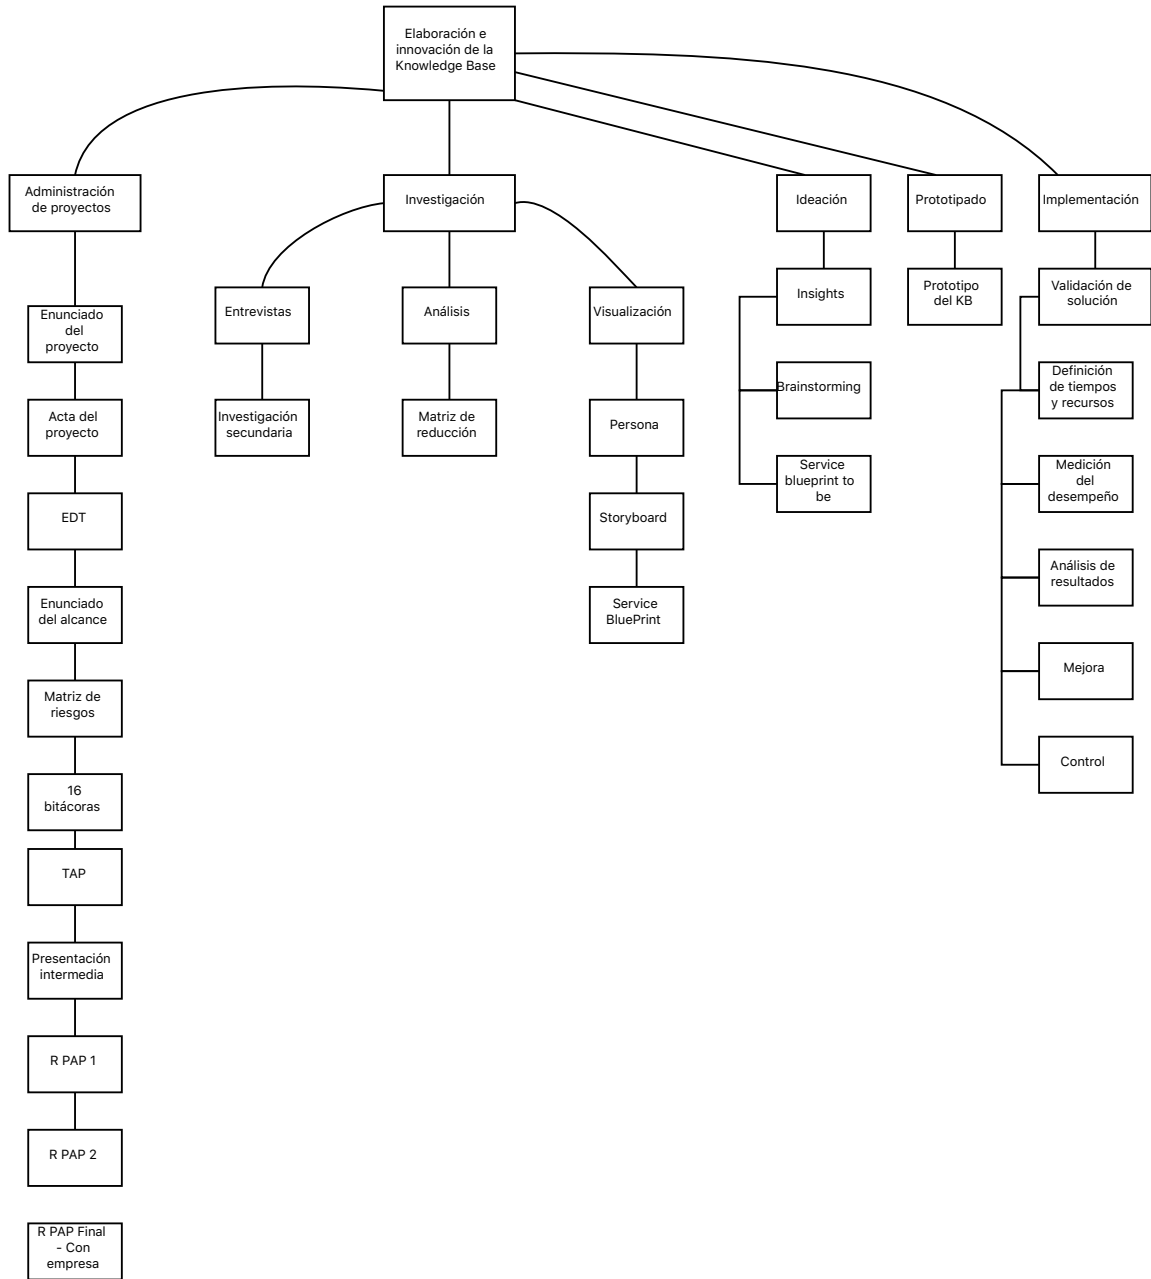 Elaboración e
innovación de la
Knowledge Base
Administración
de proyectos
Investigación
Ideación
Prototipado
Implementación
Enunciado
del
proyecto
Acta del
proyecto
EDT
Enunciado
del alcance
Matriz de
riesgos
16
bitácoras
TAP
Presentación
intermedia
R PAP 1
R PAP 2
R PAP Final
- Con
empresa
Entrevistas
Investigación
secundaria
Análisis
Matriz de
reducción
Visualización
Persona
Storyboard
Service
BluePrint
Insights
Brainstorming
Service
blueprint to
be
Prototipo
del KB
Validación de
solución
Definición
de tiempos
y recursos
Medición
del
desempeño
Análisis de
resultados
Mejora
Control